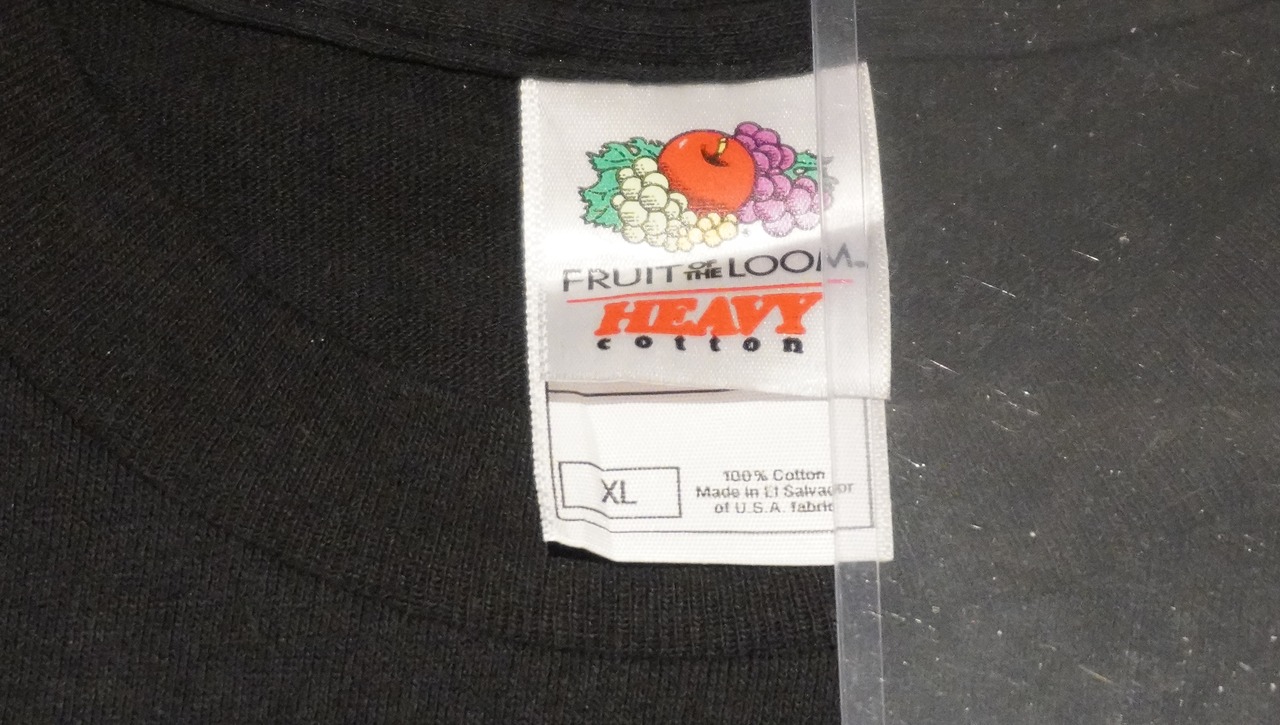 FRUIT OF THE LOOM
HEAVY
cotton
XL
100% Cotton
Made in El Salvador
of U.S.A. fabric